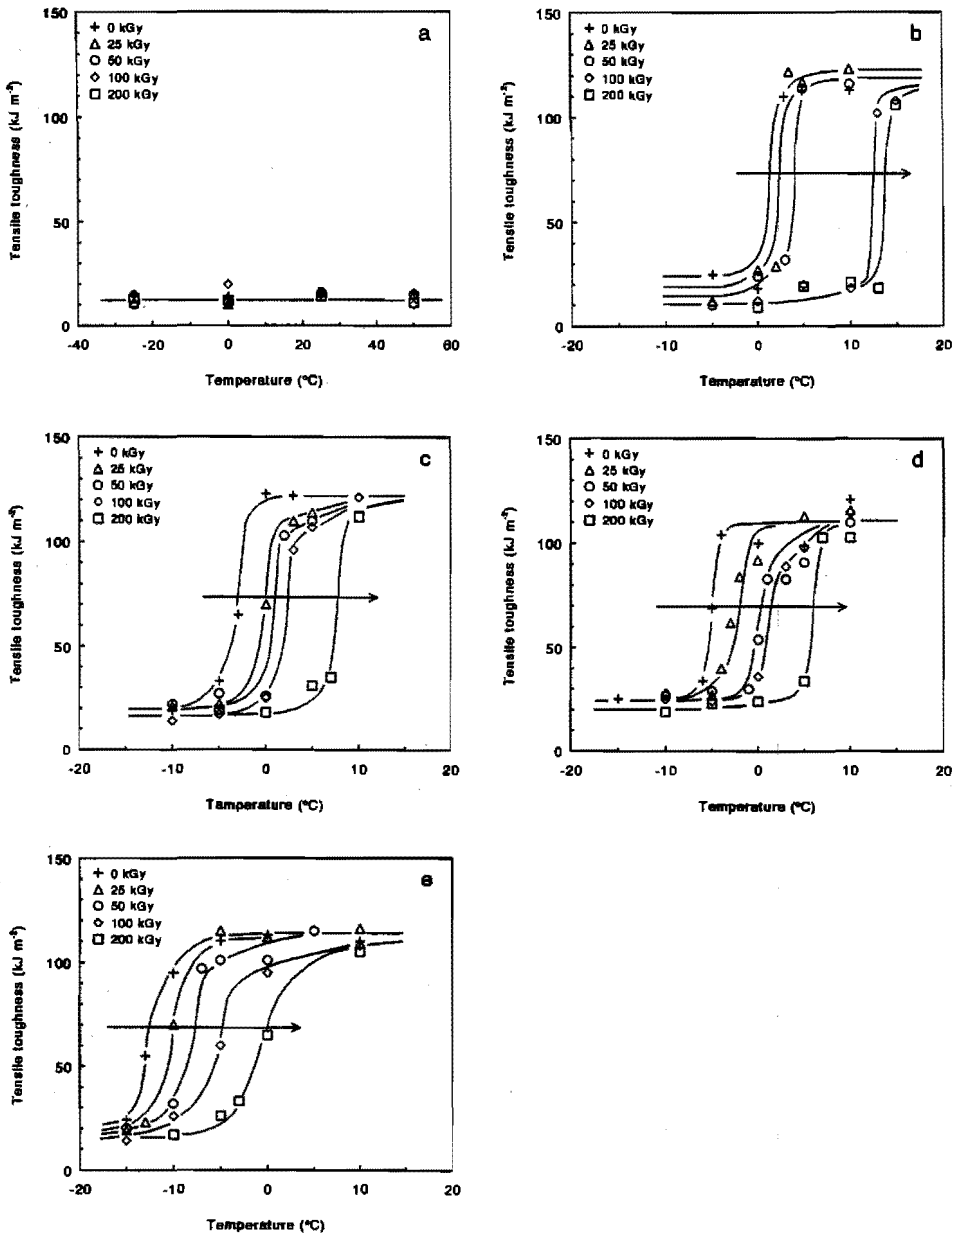 a
+ 0 kGy
△ 25 kGy
○ 50 kGy
◇ 100 kGy
□ 200 kGy
Tensile toughness (kJ m⁻²)
150
100
50
0
-40 -20 0 20 40 60
Temperature (°C)
b
+ 0 kGy
△ 25 kGy
○ 50 kGy
◇ 100 kGy
□ 200 kGy
Tensile toughness (kJ m⁻²)
150
100
50
0
-20 -10 0 10 20
Temperature (°C)
c
+ 0 kGy
△ 25 kGy
○ 50 kGy
◇ 100 kGy
□ 200 kGy
Tensile toughness (kJ m⁻²)
150
100
50
0
-20 -10 0 10 20
Tamperature (°C)
d
+ 0 kGy
△ 25 kGy
○ 50 kGy
◇ 100 kGy
□ 200 kGy
Tensile toughness (kJ m⁻²)
150
100
50
0
-20 -10 0 10 20
Temperature (°C)
e
+ 0 kGy
△ 25 kGy
○ 50 kGy
◇ 100 kGy
□ 200 kGy
Tensile toughness (kJ m⁻²)
150
100
50
0
-20 -10 0 10 20
Temperature (°C)